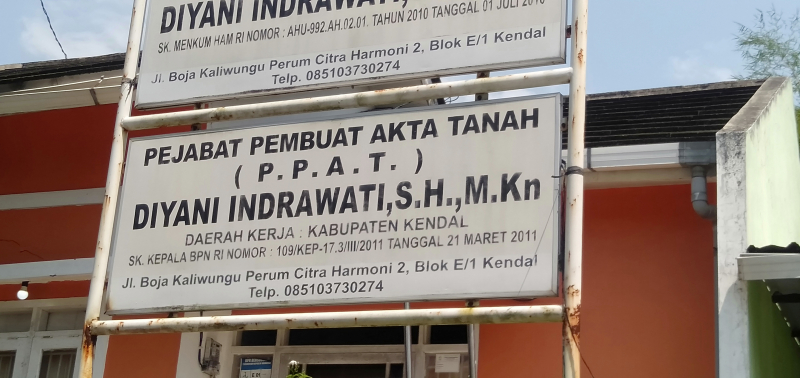 DIYANI INDRAWATI,
SK. MENKUM HAM RI NOMOR : AHU-992.AH.02.01. TAHUN 2010 TANGGAL 01 JULI 2010
Jl. Boja Kaliwungu Perum Citra Harmoni 2, Blok E/1 Kendal
Telp. 085103730274
PEJABAT PEMBUAT AKTA TANAH
( P.P.A.T. )
DIYANI INDRAWATI,S.H.,M.Kn
DAERAH KERJA : KABUPATEN KENDAL
SK. KEPALA BPN RI NOMOR : 109/KEP-17.3/III/2011 TANGGAL 21 MARET 2011
Jl. Boja Kaliwungu Perum Citra Harmoni 2, Blok E/1 Kendal
Telp. 085103730274